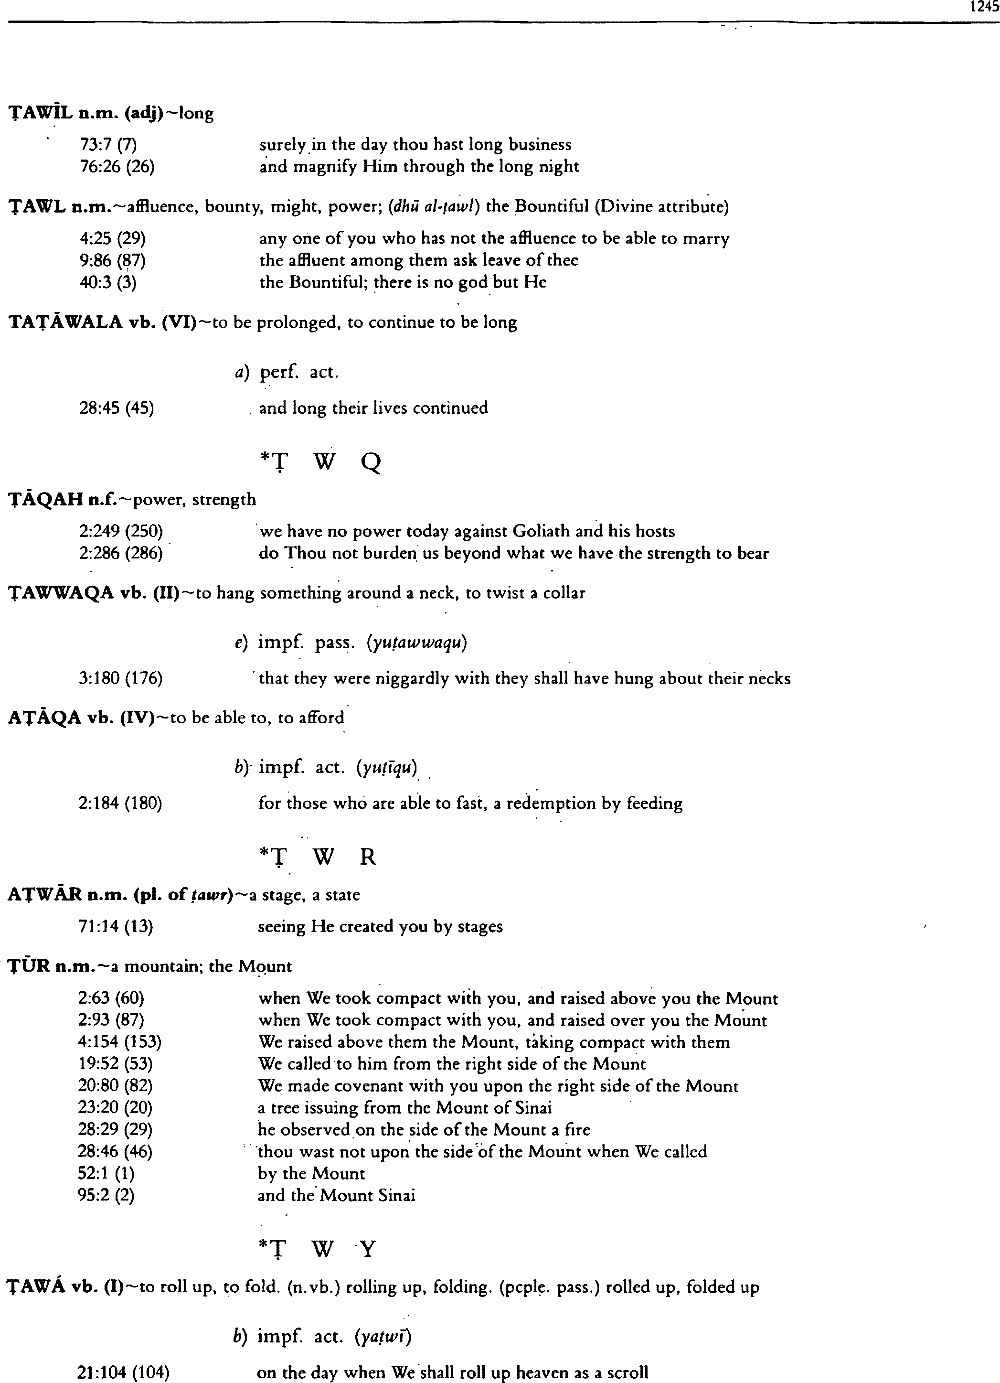 1245
ṬAWĪL n.m. (adj)~long
73:7 (7) surely in the day thou hast long business
76:26 (26) and magnify Him through the long night
ṬAWL n.m.~affluence, bounty, might, power; (dhū al-ṭawl) the Bountiful (Divine attribute)
4:25 (29) any one of you who has not the affluence to be able to marry
9:86 (87) the affluent among them ask leave of thee
40:3 (3) the Bountiful; there is no god but He
TAṬĀWALA vb. (VI)~to be prolonged, to continue to be long
a) perf. act.
28:45 (45) and long their lives continued
*Ṭ W Q
ṬĀQAH n.f.~power, strength
2:249 (250) we have no power today against Goliath and his hosts
2:286 (286) do Thou not burden us beyond what we have the strength to bear
ṬAWWAQA vb. (II)~to hang something around a neck, to twist a collar
e) impf. pass. (yuṭawwaqu)
3:180 (176) that they were niggardly with they shall have hung about their necks
AṬĀQA vb. (IV)~to be able to, to afford
b) impf. act. (yuṭīqu)
2:184 (180) for those who are able to fast, a redemption by feeding
*Ṭ W R
AṬWĀR n.m. (pl. of ṭawr)~a stage, a state
71:14 (13) seeing He created you by stages
ṬŪR n.m.~a mountain; the Mount
2:63 (60) when We took compact with you, and raised above you the Mount
2:93 (87) when We took compact with you, and raised over you the Mount
4:154 (153) We raised above them the Mount, taking compact with them
19:52 (53) We called to him from the right side of the Mount
20:80 (82) We made covenant with you upon the right side of the Mount
23:20 (20) a tree issuing from the Mount of Sinai
28:29 (29) he observed on the side of the Mount a fire
28:46 (46) thou wast not upon the side of the Mount when We called
52:1 (1) by the Mount
95:2 (2) and the Mount Sinai
*Ṭ W Y
ṬAWÁ vb. (I)~to roll up, to fold. (n.vb.) rolling up, folding. (pcple. pass.) rolled up, folded up
b) impf. act. (yaṭwī)
21:104 (104) on the day when We shall roll up heaven as a scroll